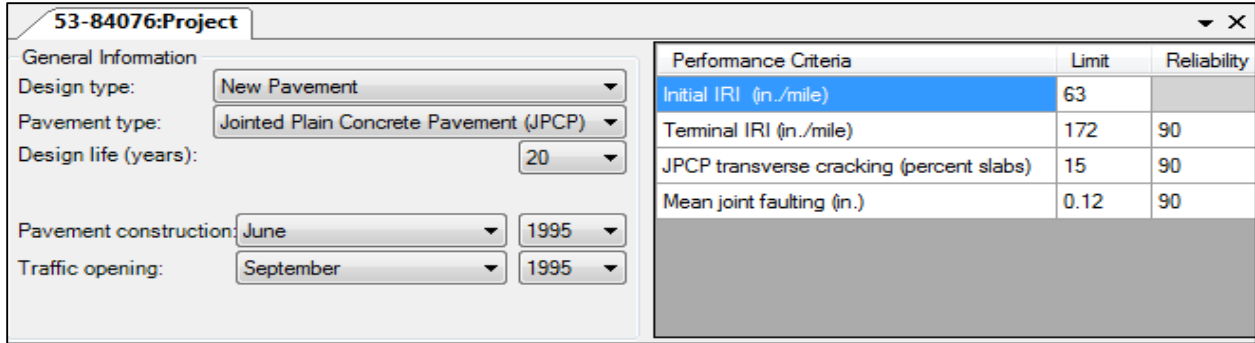 53-84076:Project
General Information
Design type: New Pavement
Pavement type: Jointed Plain Concrete Pavement (JPCP)
Design life (years): 20
Pavement construction: June 1995
Traffic opening: September 1995
Performance Criteria Limit Reliability
Initial IRI (in./mile) 63
Terminal IRI (in./mile) 172 90
JPCP transverse cracking (percent slabs) 15 90
Mean joint faulting (in.) 0.12 90